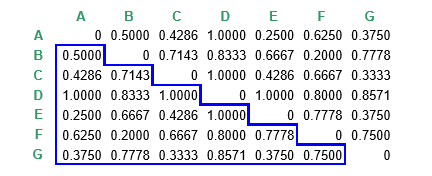 A B C D E F G
A 0 0.5000 0.4286 1.0000 0.2500 0.6250 0.3750
B 0.5000 0 0.7143 0.8333 0.6667 0.2000 0.7778
C 0.4286 0.7143 0 1.0000 0.4286 0.6667 0.3333
D 1.0000 0.8333 1.0000 0 1.0000 0.8000 0.8571
E 0.2500 0.6667 0.4286 1.0000 0 0.7778 0.3750
F 0.6250 0.2000 0.6667 0.8000 0.7778 0 0.7500
G 0.3750 0.7778 0.3333 0.8571 0.3750 0.7500 0